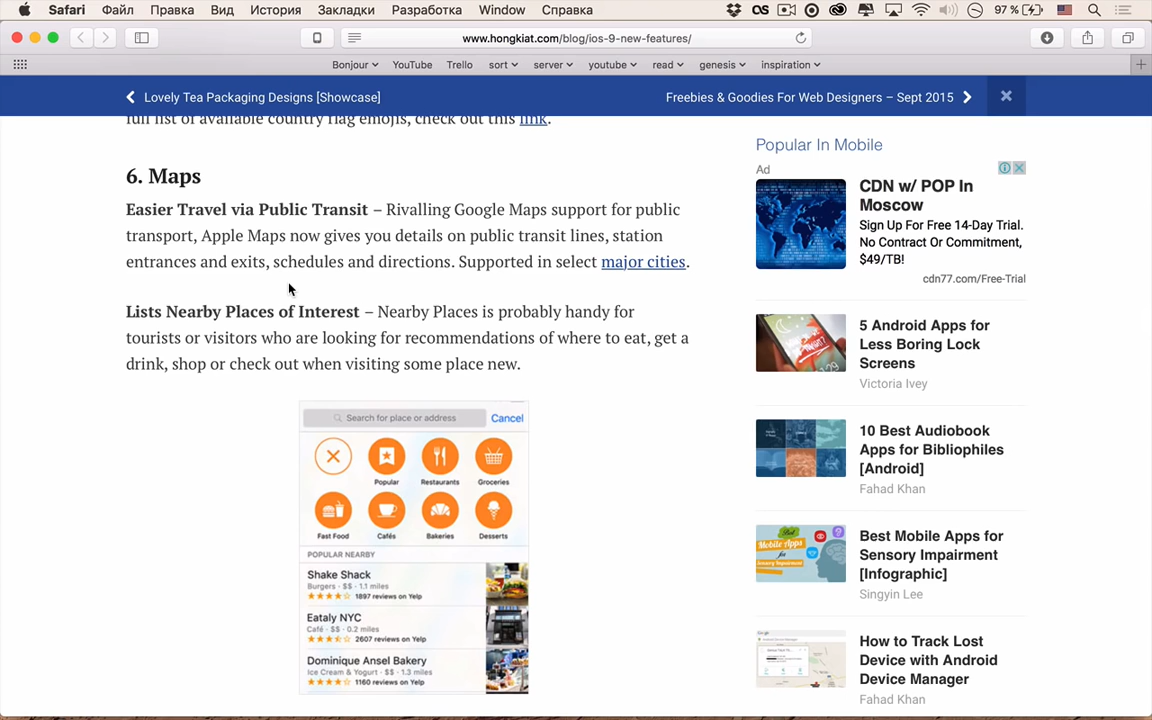 Safari Файл Правка Вид История Закладки Разработка Window Справка 97 %
www.hongkiat.com/blog/ios-9-new-features/
Bonjour YouTube Trello sort server youtube read genesis inspiration
Lovely Tea Packaging Designs [Showcase]
Freebies & Goodies For Web Designers – Sept 2015
full list of available country flag emojis, check out this link.
6. Maps
Easier Travel via Public Transit – Rivalling Google Maps support for public
transport, Apple Maps now gives you details on public transit lines, station
entrances and exits, schedules and directions. Supported in select major cities.
Lists Nearby Places of Interest – Nearby Places is probably handy for
tourists or visitors who are looking for recommendations of where to eat, get a
drink, shop or check out when visiting some place new.
Search for place or address Cancel
Popular Restaurants Groceries
Fast Food Cafés Bakeries Desserts
POPULAR NEARBY
Shake Shack
Burgers · $$ · 1.1 miles
1897 reviews on Yelp
Eataly NYC
Café · $$ · 0.2 miles
2607 reviews on Yelp
Dominique Ansel Bakery
Ice Cream & Yogurt · $$ · 1.3 miles
1160 reviews on Yelp
Popular In Mobile
Ad
CDN w/ POP In
Moscow
Sign Up For Free 14-Day Trial.
No Contract Or Commitment,
$49/TB!
cdn77.com/Free-Trial
5 Android Apps for
Less Boring Lock
Screens
Victoria Ivey
10 Best Audiobook
Apps for Bibliophiles
[Android]
Fahad Khan
Best Mobile Apps for
Sensory Impairment
[Infographic]
Singyin Lee
How to Track Lost
Device with Android
Device Manager
Fahad Khan